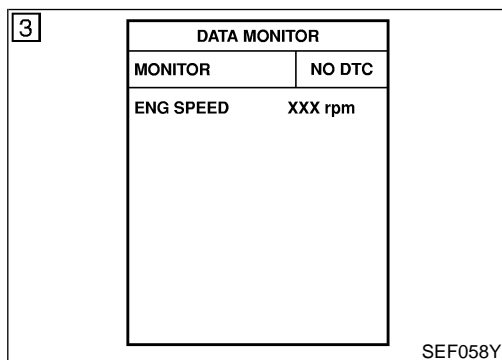 3
DATA MONITOR
MONITOR NO DTC
ENG SPEED XXX rpm
SEF058Y